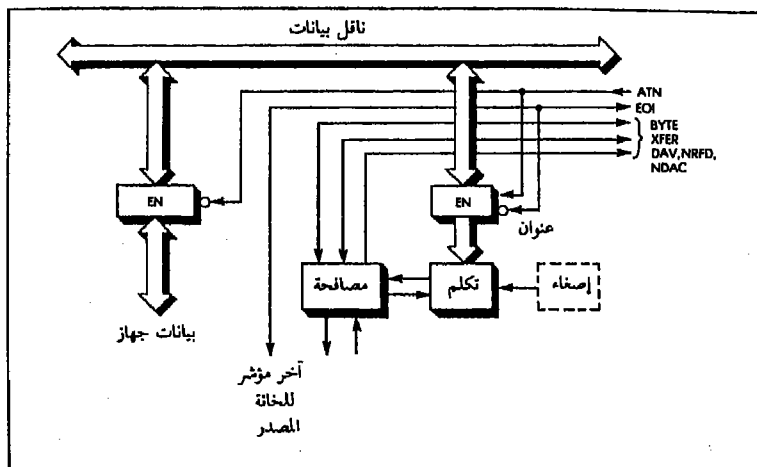 ناقل بيانات
ATN
EOI
BYTE
XFER
DAV, NRFD,
NDAC
EN
EN
عنوان
مصافحة
تكلم
إصغاء
بيانات جهاز
آخر مؤشر
للخانة
المصدر